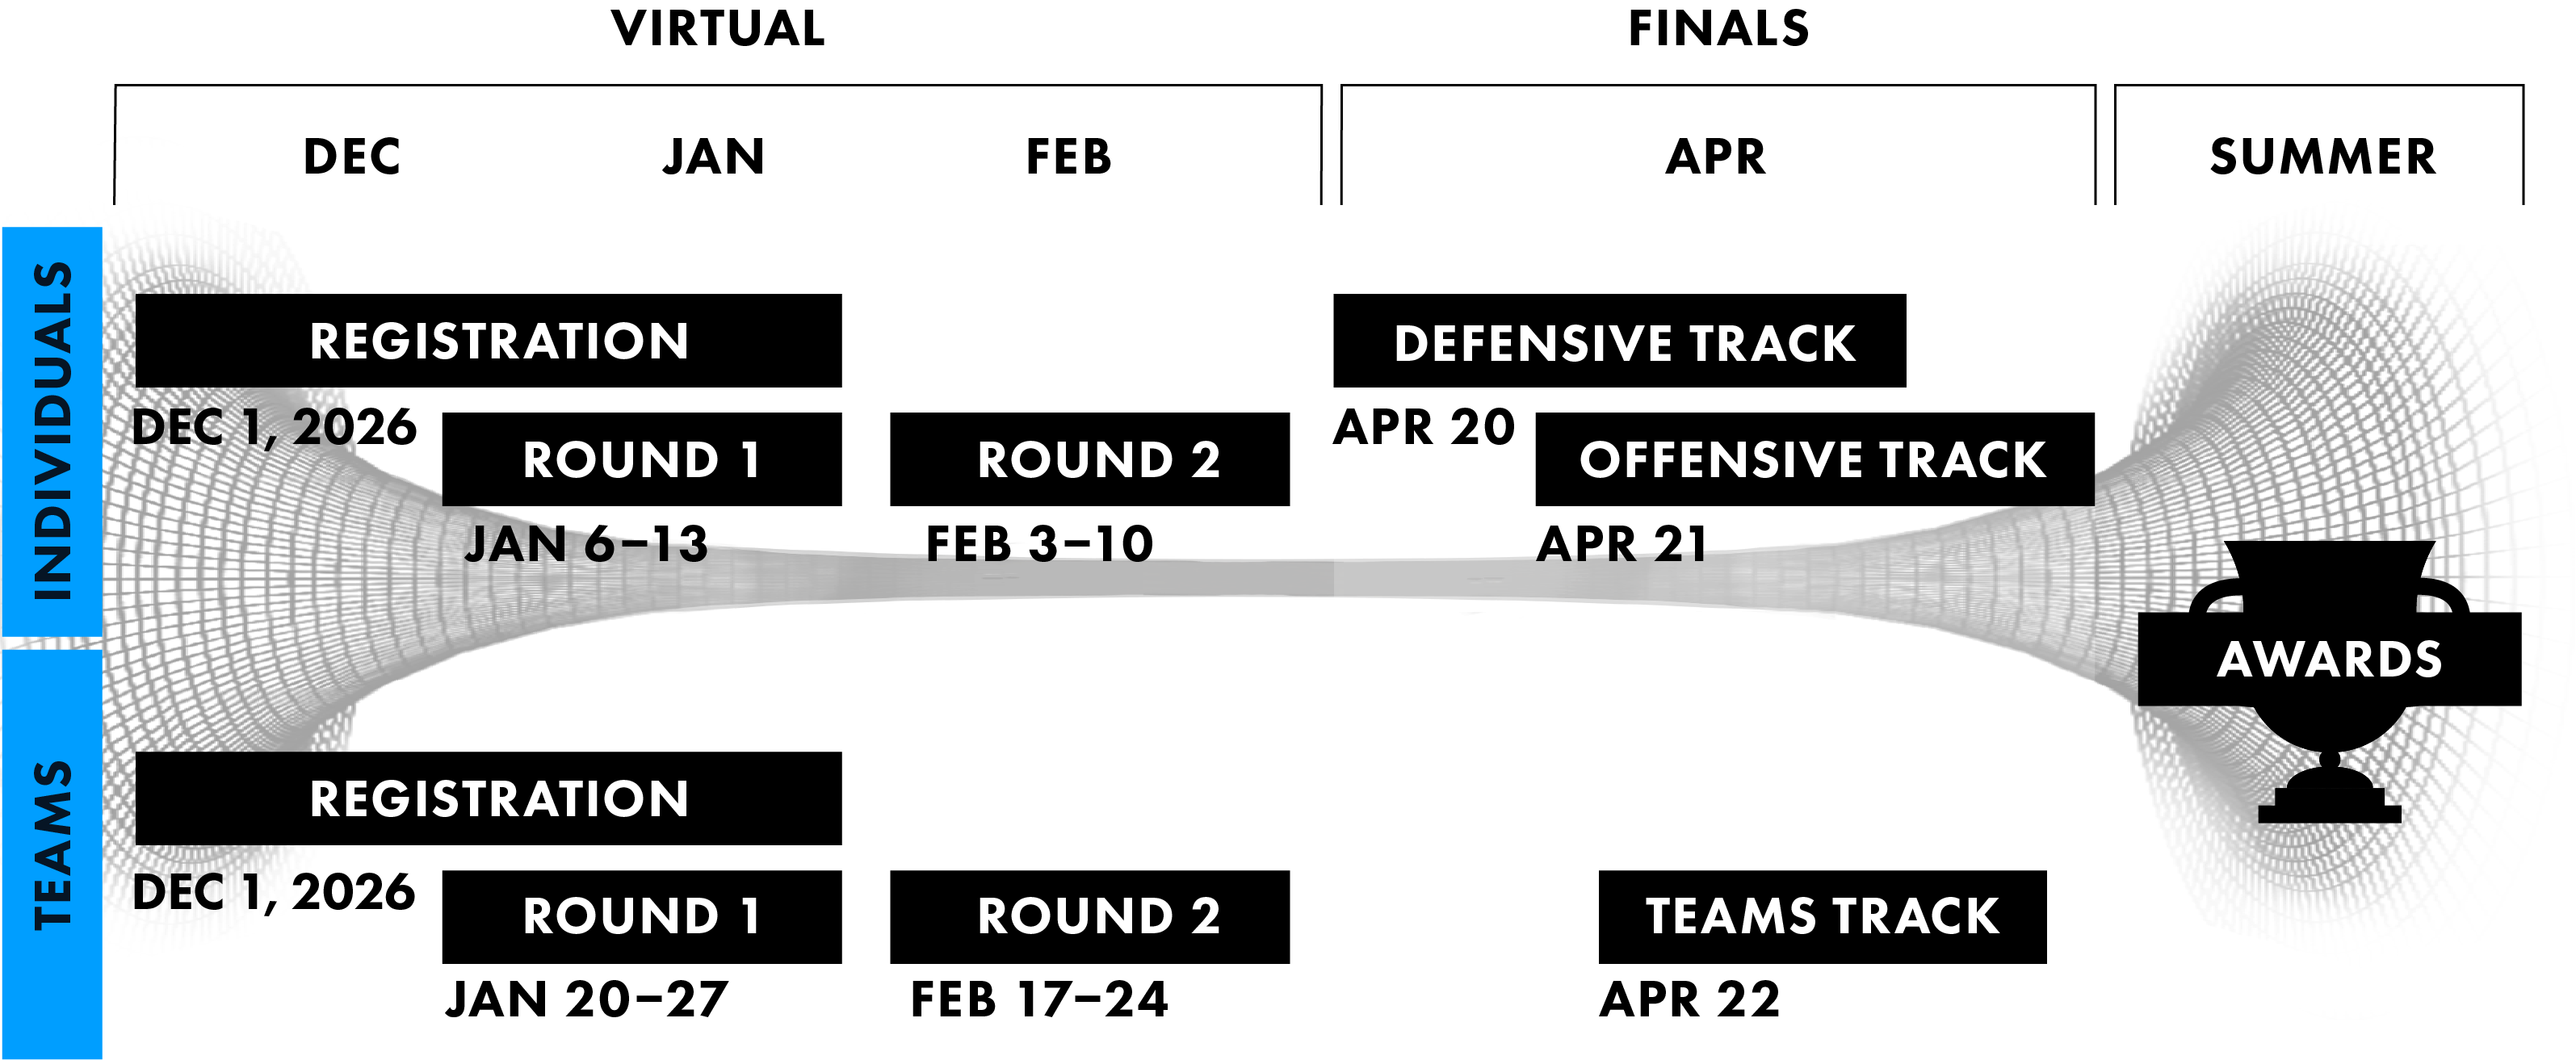 VIRTUAL
FINALS
DEC
JAN
FEB
APR
SUMMER
INDIVIDUALS
REGISTRATION
DEC 1, 2026
ROUND 1
JAN 6–13
ROUND 2
FEB 3–10
DEFENSIVE TRACK
APR 20
OFFENSIVE TRACK
APR 21
AWARDS
TEAMS
REGISTRATION
DEC 1, 2026
ROUND 1
JAN 20–27
ROUND 2
FEB 17–24
TEAMS TRACK
APR 22